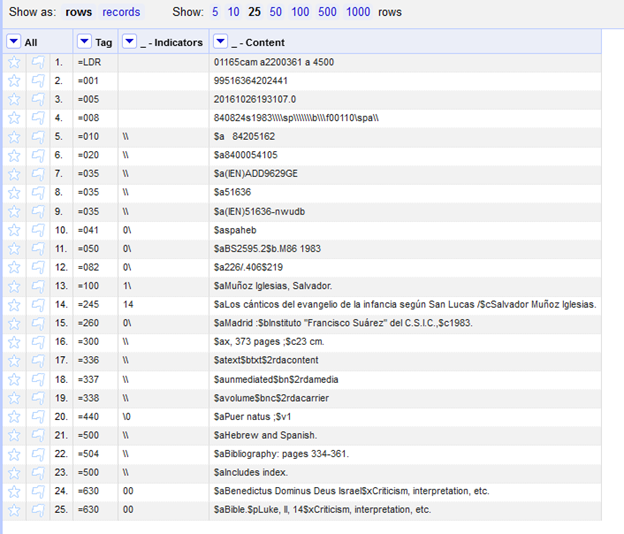 Show as: rows records Show: 5 10 25 50 100 500 1000 rows
All Tag _ - Indicators _ - Content
1. =LDR 01165cam a2200361 a 4500
2. =001 99516364202441
3. =005 20161026193107.0
4. =008 840824s1983\\\\sp\\\\\\\b\\\f00110\spa\\
5. =010 \\ $a 84205162
6. =020 \\ $a8400054105
7. =035 \\ $a(IEN)ADD9629GE
8. =035 \\ $a51636
9. =035 \\ $a(IEN)51636-nwudb
10. =041 0\ $aspaheb
11. =050 0\ $aBS2595.2$b.M86 1983
12. =082 0\ $a226/.406$219
13. =100 1\ $aMuñoz Iglesias, Salvador.
14. =245 14 $aLos cánticos del evangelio de la infancia según San Lucas /$cSalvador Muñoz Iglesias.
15. =260 0\ $aMadrid :$bInstituto "Francisco Suárez" del C.S.I.C.,$c1983.
16. =300 \\ $ax, 373 pages ;$c23 cm.
17. =336 \\ $atext$btxt$2rdacontent
18. =337 \\ $aunmediated$bn$2rdamedia
19. =338 \\ $avolume$bnc$2rdacarrier
20. =440 \0 $aPuer natus ;$v1
21. =500 \\ $aHebrew and Spanish.
22. =504 \\ $aBibliography: pages 334-361.
23. =500 \\ $aIncludes index.
24. =630 00 $aBenedictus Dominus Deus Israel$xCriticism, interpretation, etc.
25. =630 00 $aBible.$pLuke, II, 14$xCriticism, interpretation, etc.